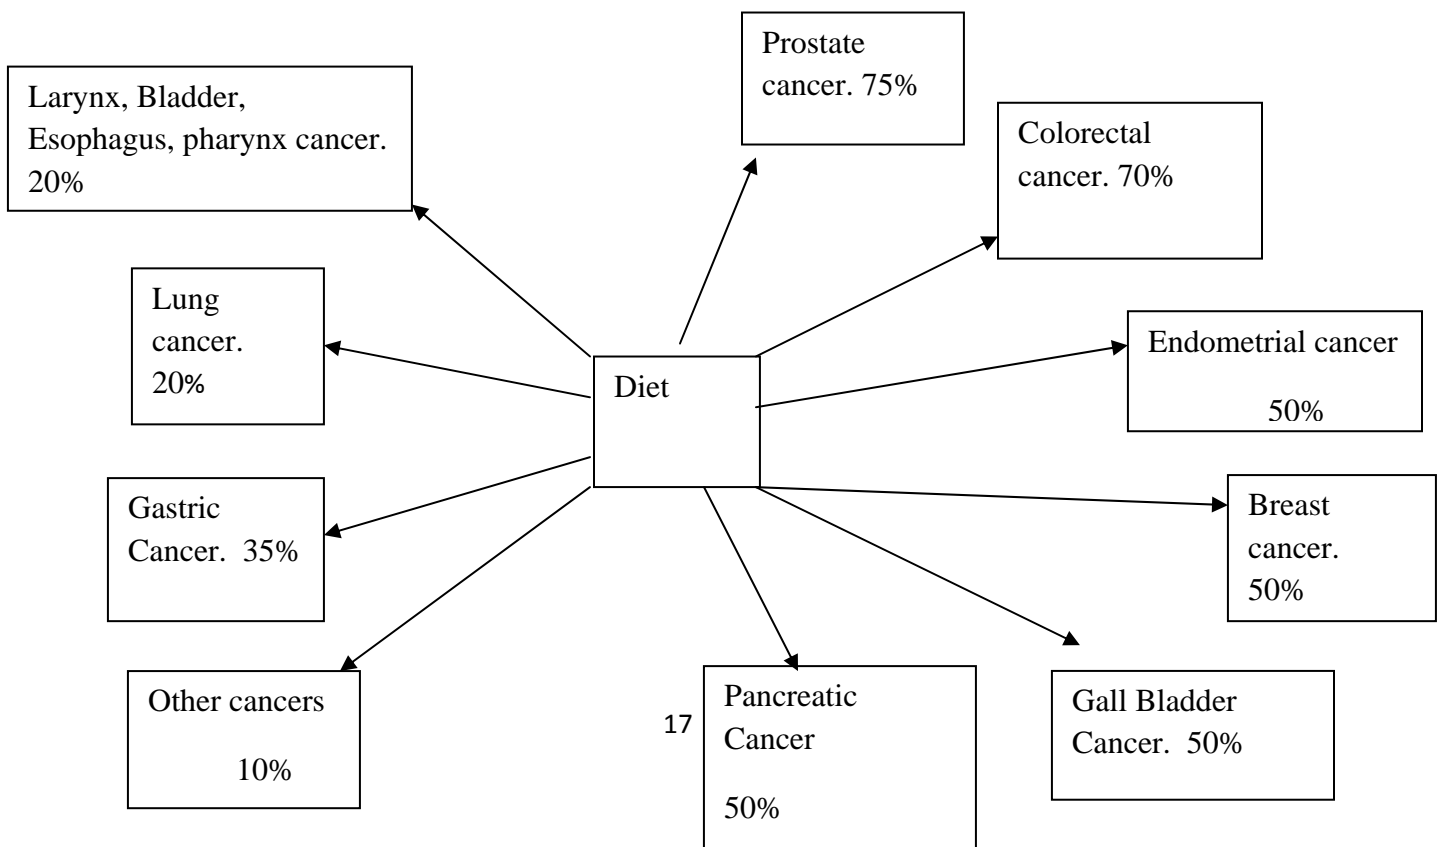 Prostate
cancer. 75%
Larynx, Bladder,
Esophagus, pharynx cancer.
20%
Colorectal
cancer. 70%
Lung
cancer.
20%
Endometrial cancer
50%
Diet
Gastric
Cancer.  35%
Breast
cancer.
50%
Other cancers
10%
17
Pancreatic
Cancer
50%
Gall Bladder
Cancer.  50%